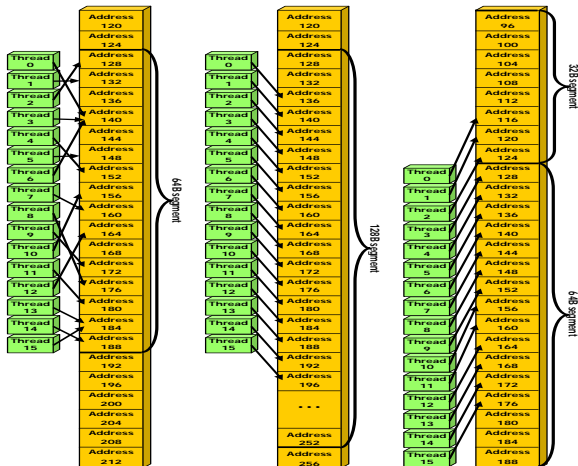 Address
120
Address
124
Address
128
Address
132
Address
136
Address
140
Address
144
Address
148
Address
152
Address
156
Address
160
Address
164
Address
168
Address
172
Address
176
Address
180
Address
184
Address
188
Address
192
Address
196
Address
200
Address
204
Address
208
Address
212
Thread
0
Thread
1
Thread
2
Thread
3
Thread
4
Thread
5
Thread
6
Thread
7
Thread
8
Thread
9
Thread
10
Thread
11
Thread
12
Thread
13
Thread
14
Thread
15
64B segment
Address
120
Address
124
Address
128
Address
132
Address
136
Address
140
Address
144
Address
148
Address
152
Address
156
Address
160
Address
164
Address
168
Address
172
Address
176
Address
180
Address
184
Address
188
Address
192
Address
196
...
Address
252
Address
256
Thread
0
Thread
1
Thread
2
Thread
3
Thread
4
Thread
5
Thread
6
Thread
7
Thread
8
Thread
9
Thread
10
Thread
11
Thread
12
Thread
13
Thread
14
Thread
15
128B segment
Address
96
Address
100
Address
104
Address
108
Address
112
Address
116
Address
120
Address
124
Address
128
Address
132
Address
136
Address
140
Address
144
Address
148
Address
152
Address
156
Address
160
Address
164
Address
168
Address
172
Address
176
Address
180
Address
184
Address
188
Thread
0
Thread
1
Thread
2
Thread
3
Thread
4
Thread
5
Thread
6
Thread
7
Thread
8
Thread
9
Thread
10
Thread
11
Thread
12
Thread
13
Thread
14
Thread
15
32B segment
64B segment